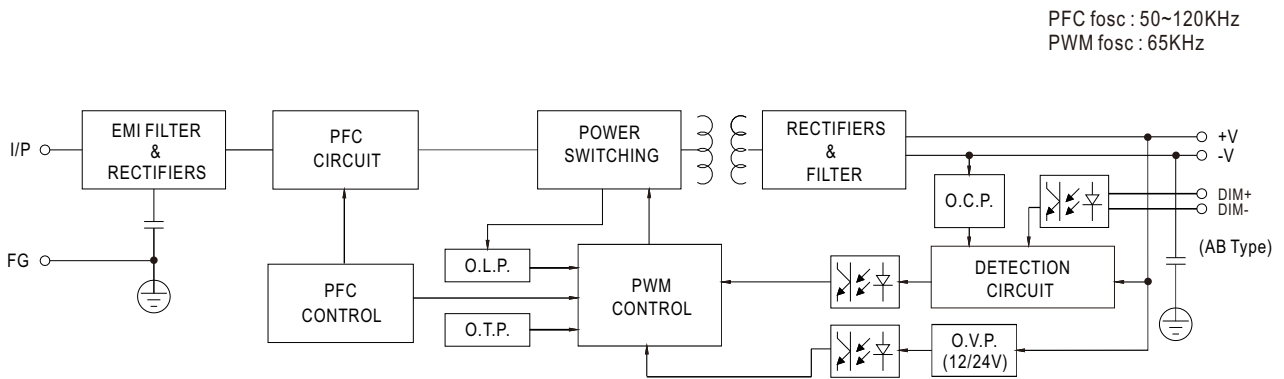 PFC fosc : 50~120KHz
PWM fosc : 65KHz
I/P
EMI FILTER
&
RECTIFIERS
PFC
CIRCUIT
POWER
SWITCHING
RECTIFIERS
&
FILTER
+V
-V
DIM+
DIM-
(AB Type)
O.C.P.
FG
O.L.P.
PFC
CONTROL
O.T.P.
PWM
CONTROL
DETECTION
CIRCUIT
O.V.P.
(12/24V)